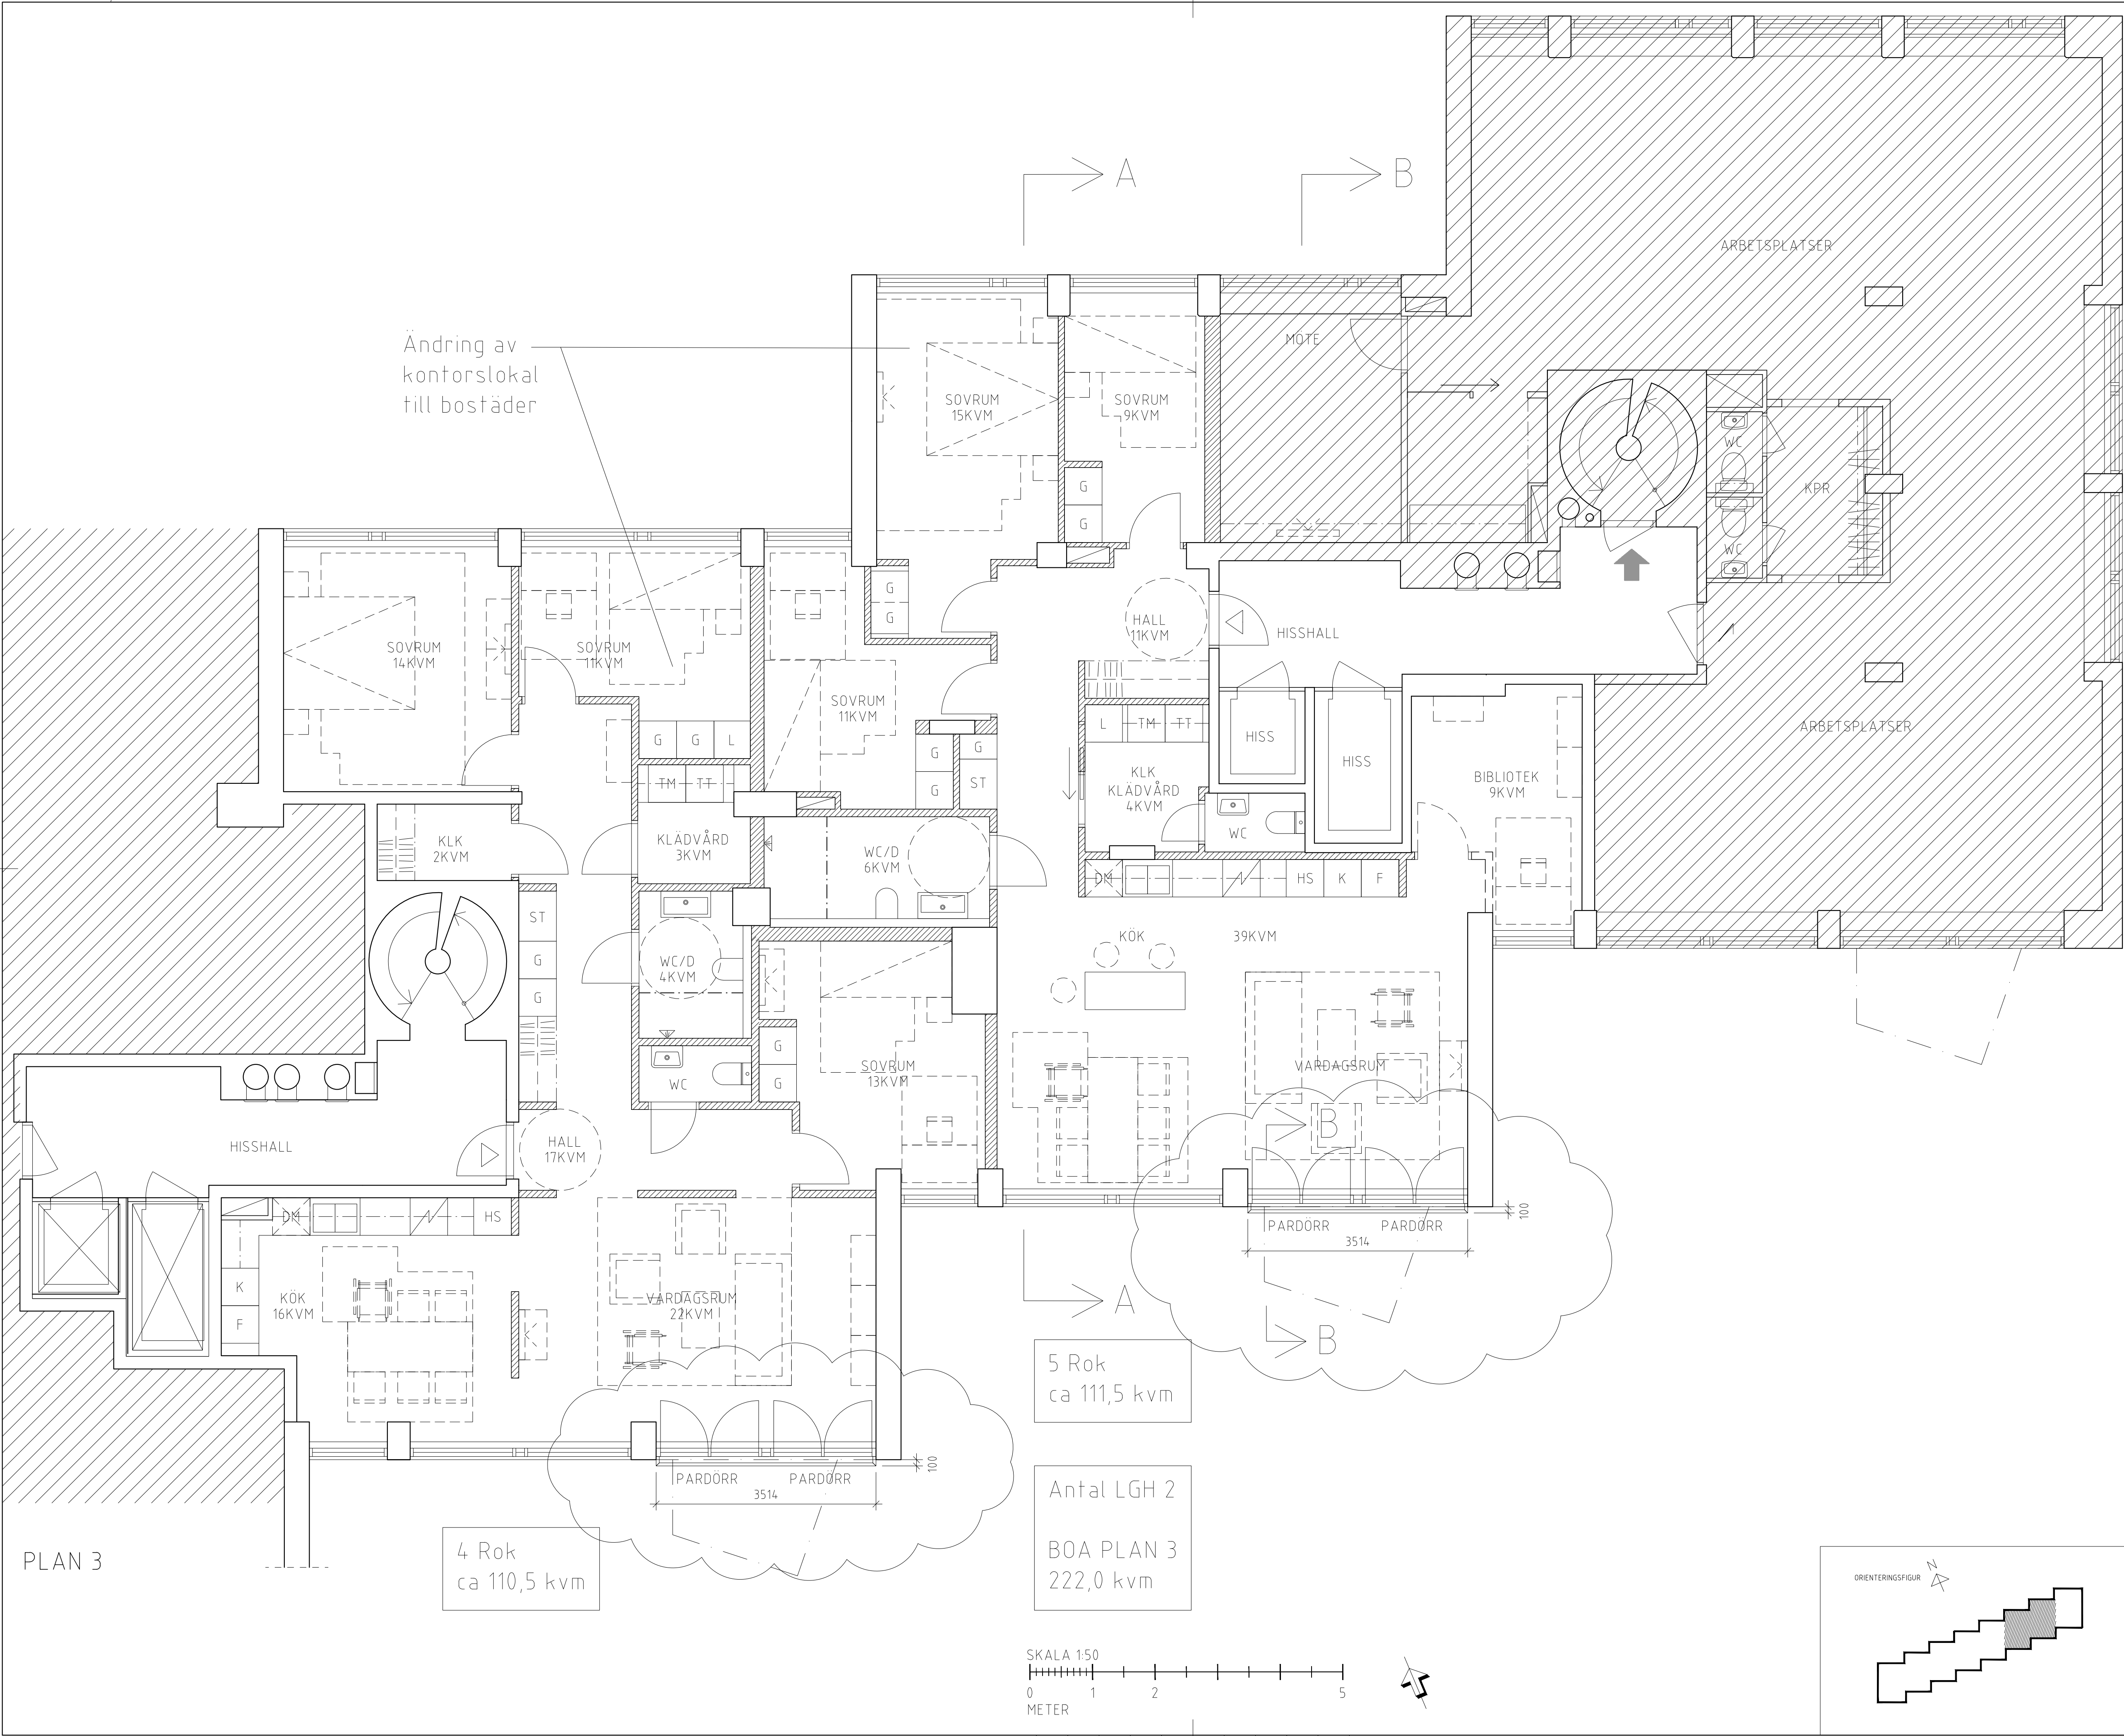 A
B
ARBETSPLATSER
Ändring av
kontorslokal
till bostäder
MÖTE
SOVRUM
15KVM
SOVRUM
9KVM
WC
KPR
WC
G
G
G
G
HALL
11KVM
HISSHALL
SOVRUM
14KVM
SOVRUM
11KVM
SOVRUM
11KVM
L
TM
TT
HISS
HISS
ARBETSPLATSER
G
G
L
G
G
G
ST
KLK
KLÄDVÅRD
4KVM
BIBLIOTEK
9KVM
TM
TT
WC
KLK
2KVM
KLÄDVÅRD
3KVM
WC/D
6KVM
DM
HS
K
F
ST
G
G
WC/D
4KVM
KÖK
39KVM
G
G
WC
SOVRUM
13KVM
VARDAGSRUM
B
HISSHALL
HALL
17KVM
DM
HS
PARDÖRR
PARDÖRR
100
3514
K
F
KÖK
16KVM
VARDAGSRUM
22KVM
A
B
5 Rok
ca 111,5 kvm
PARDÖRR
PARDÖRR
100
3514
Antal LGH 2
BOA PLAN 3
222,0 kvm
PLAN 3
4 Rok
ca 110,5 kvm
ORIENTERINGSFIGUR
N
SKALA 1:50
0 1 2 5
METER